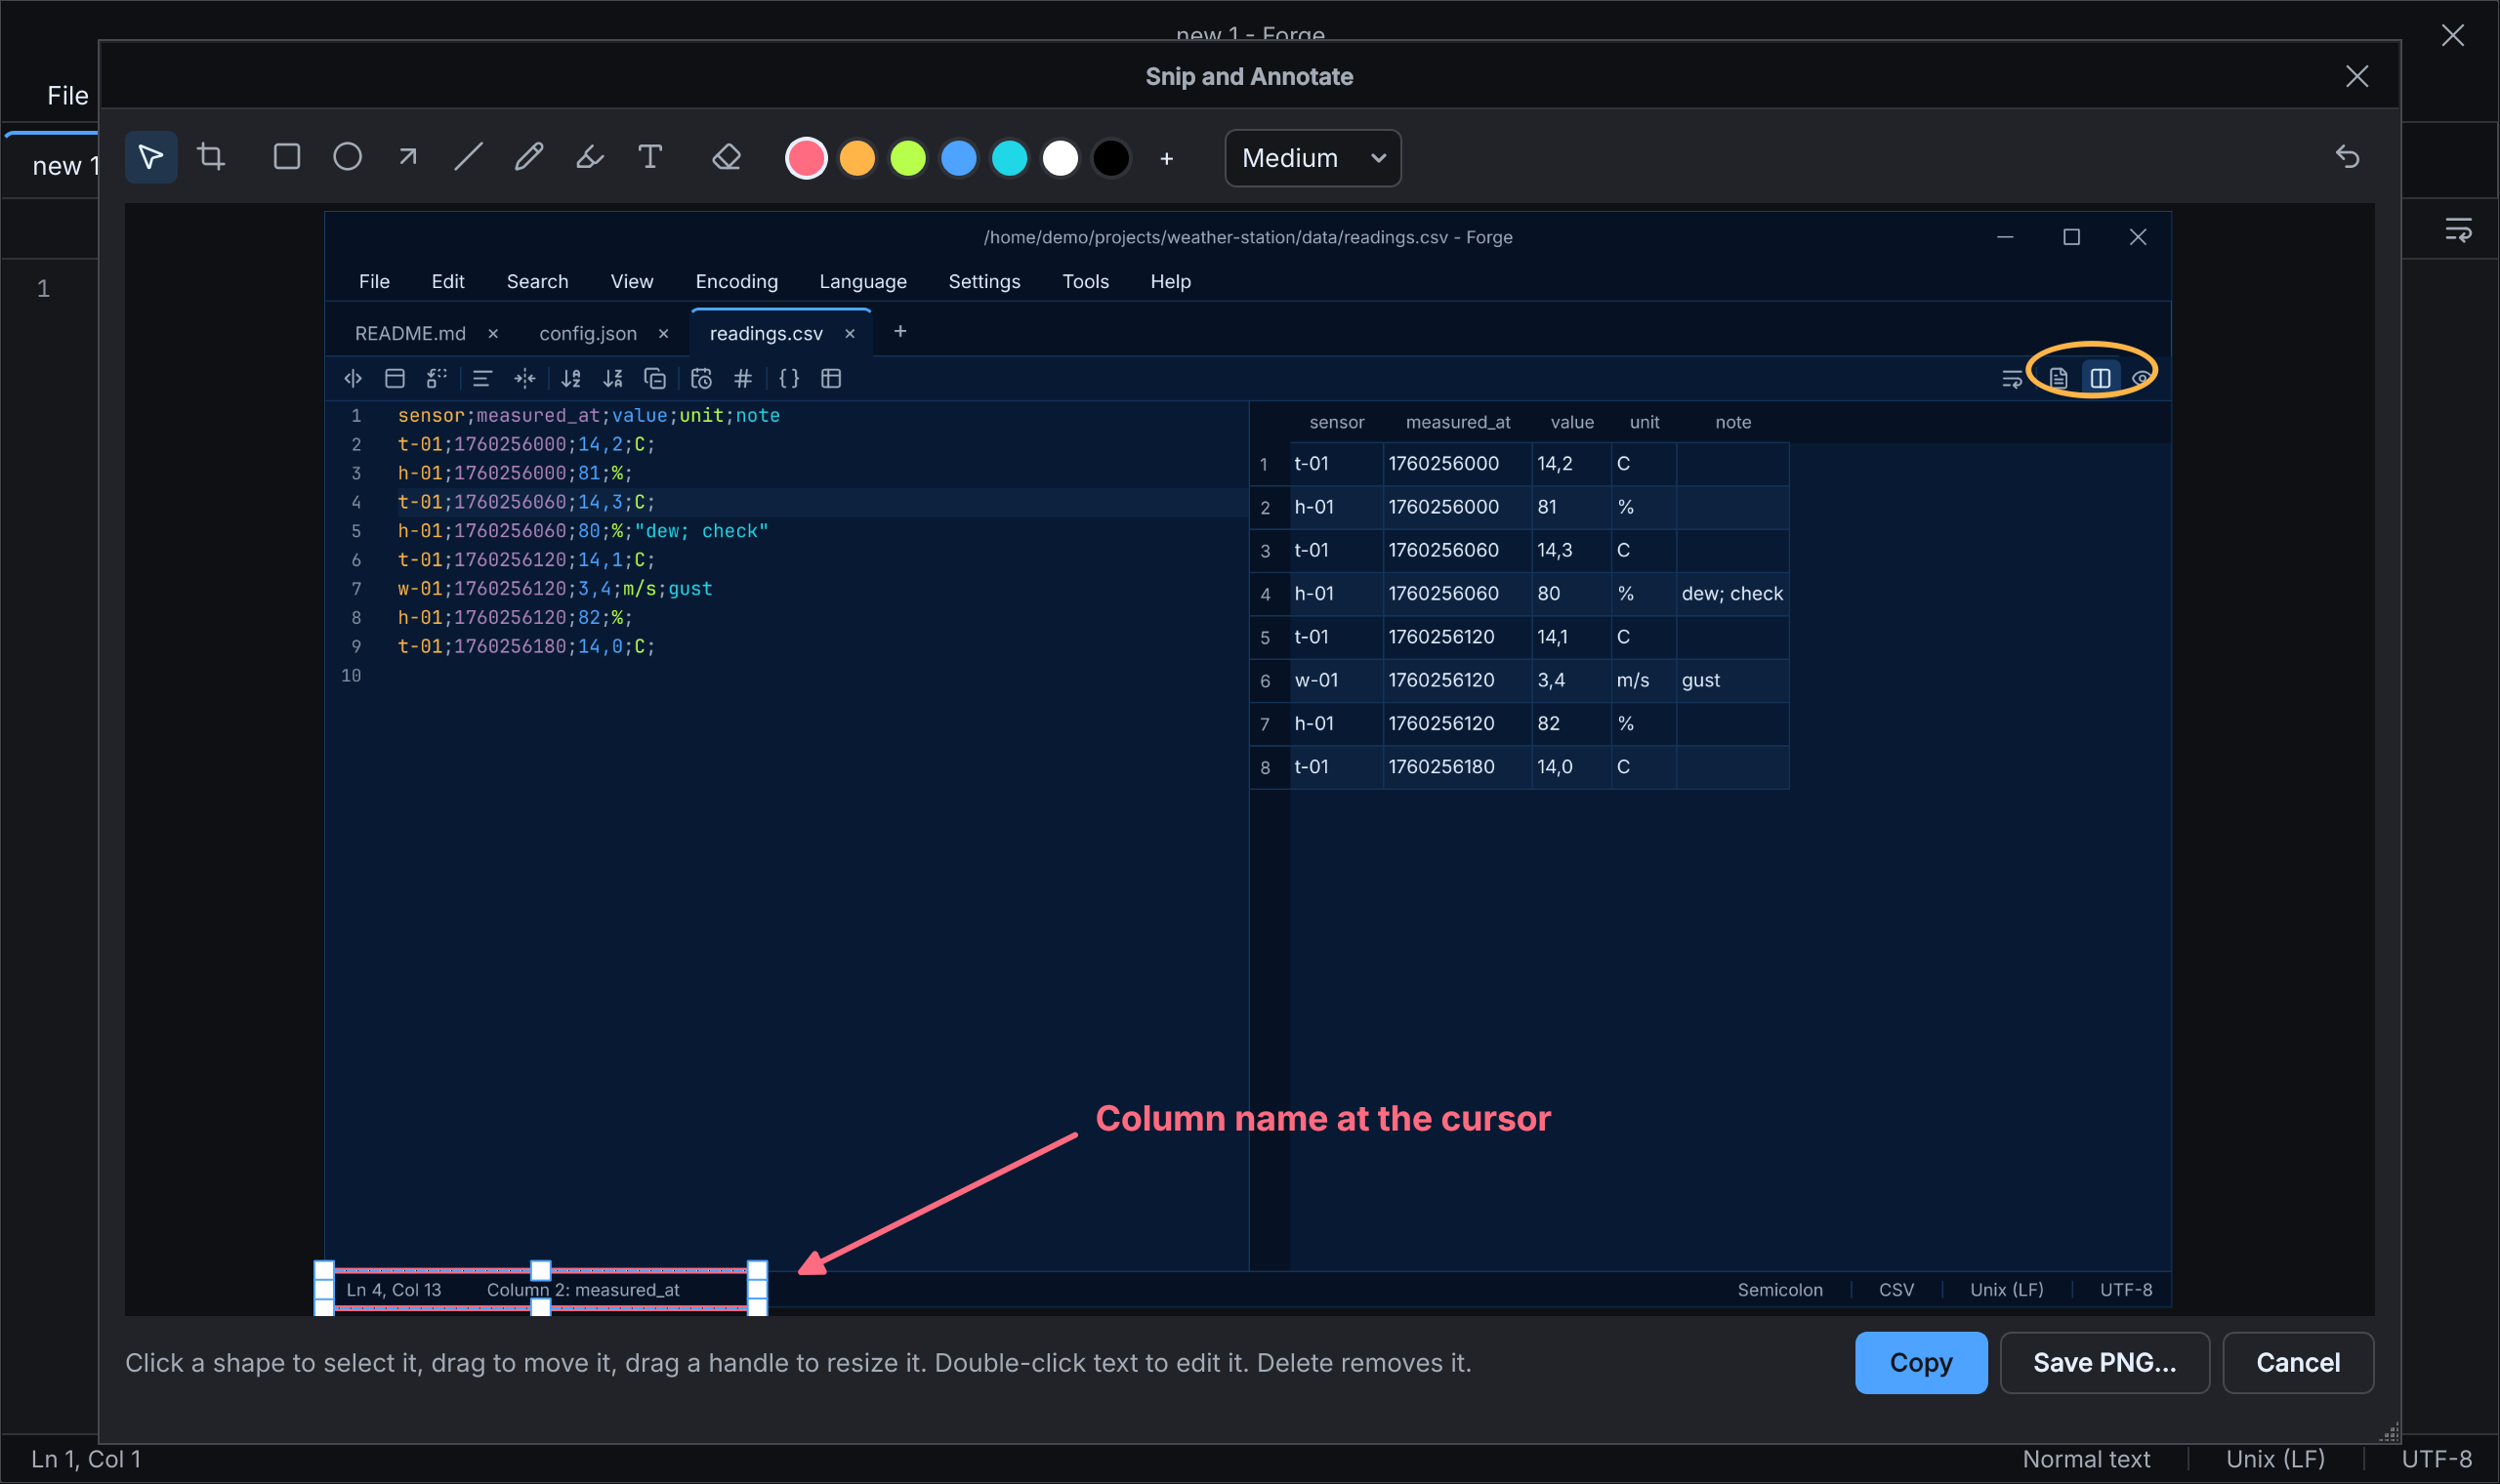 new 1 - Forge
Snip and Annotate
File
new 1
Medium
1
/home/demo/projects/weather-station/data/readings.csv - Forge
File Edit Search View Encoding Language Settings Tools Help
README.md config.json readings.csv
1 sensor;measured_at;value;unit;note
2 t-01;1760256000;14,2;C;
3 h-01;1760256000;81;%;
4 t-01;1760256060;14,3;C;
5 h-01;1760256060;80;%;"dew; check"
6 t-01;1760256120;14,1;C;
7 w-01;1760256120;3,4;m/s;gust
8 h-01;1760256120;82;%;
9 t-01;1760256180;14,0;C;
10
sensor measured_at value unit note
1 t-01 1760256000 14,2 C
2 h-01 1760256000 81 %
3 t-01 1760256060 14,3 C
4 h-01 1760256060 80 % dew; check
5 t-01 1760256120 14,1 C
6 w-01 1760256120 3,4 m/s gust
7 h-01 1760256120 82 %
8 t-01 1760256180 14,0 C
Column name at the cursor
Ln 4, Col 13 Column 2: measured_at Semicolon CSV Unix (LF) UTF-8
Click a shape to select it, drag to move it, drag a handle to resize it. Double-click text to edit it. Delete removes it.
Copy Save PNG... Cancel
Ln 1, Col 1 Normal text Unix (LF) UTF-8